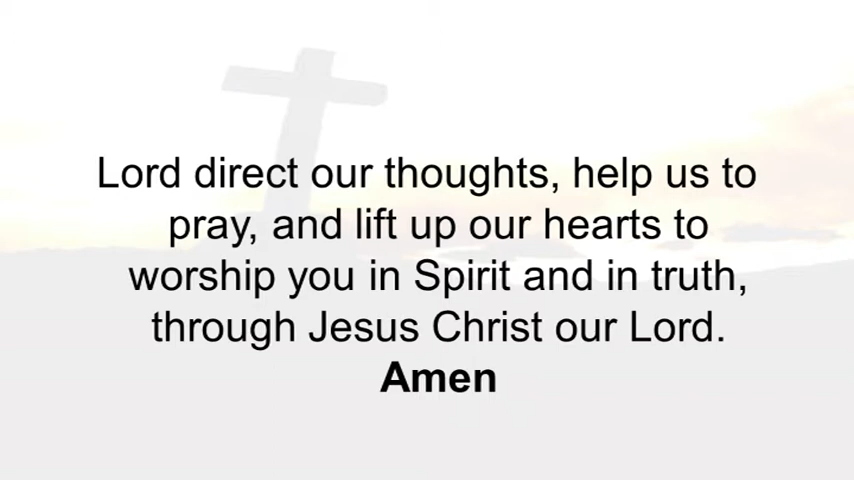 Lord direct our thoughts, help us to
pray, and lift up our hearts to
worship you in Spirit and in truth,
through Jesus Christ our Lord.
Amen